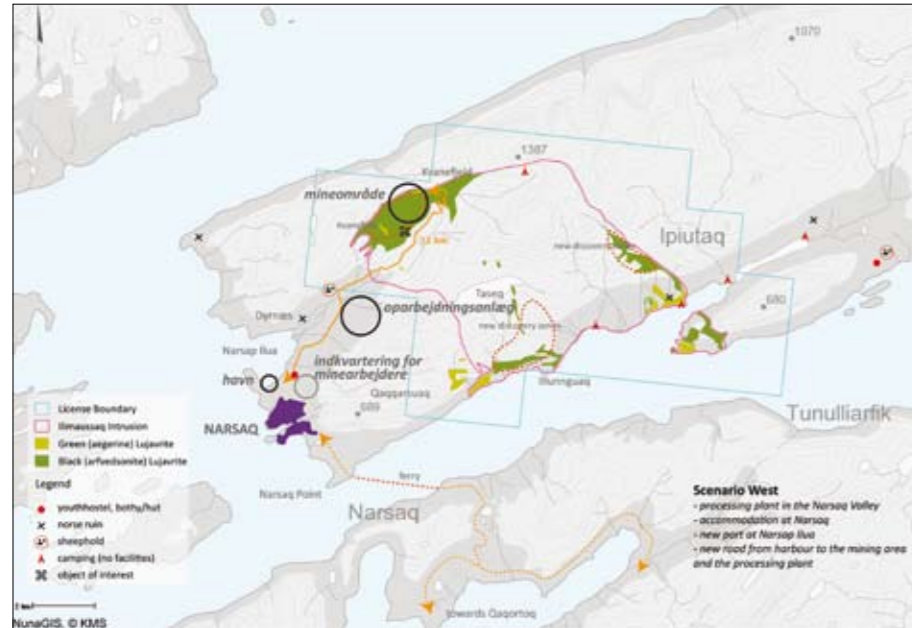 1070
1387
Kvanefjeld
mineområde
12 km
Ipiutaq
new discovery
Taseq
680
oparbejdningsanlæg
Dyrnæs
new discovery zones
Narsap Ilua
indkvartering for
minearbejdere
havn
Illunnguaq
Qaqqarsuaq
689
License Boundary
Ilimaussaq Intrusion
Green (aegerine) Lujavrite
Black (arfvedsonite) Lujavrite
NARSAQ
Tunulliarfik
Legend
ferry
youthhostel, bothy/hut
norse ruin
sheephold
camping (no facilities)
object of interest
Narsaq Point
Narsaq
Scenario West
- processing plant in the Narsaq Valley
- accommodation at Narsaq
- new port at Narsap Ilua
- new road from harbour to the mining area
and the processing plant
towards Qaqortoq
NunaGIS, © KMS